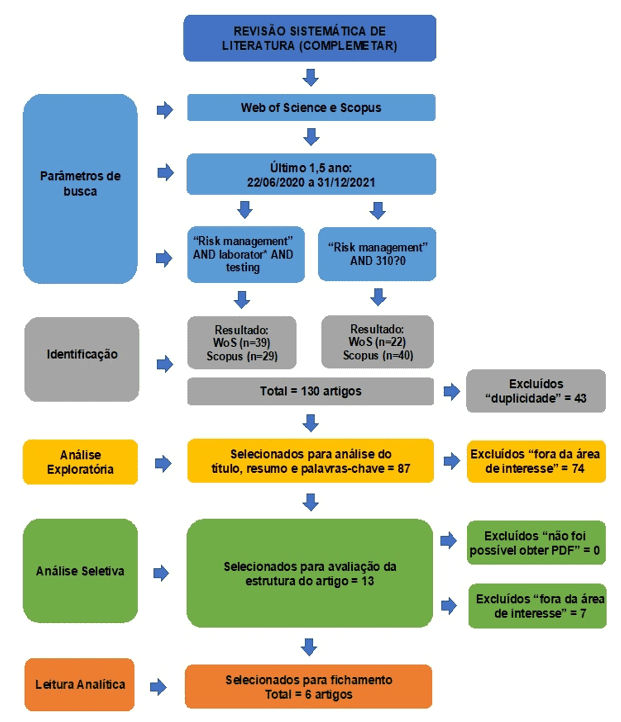 REVISÃO SISTEMÁTICA DE
LITERATURA (COMPLEMETAR)
Parâmetros de
busca
Web of Science e Scopus
Último 1,5 ano:
22/06/2020 a 31/12/2021
“Risk management”
AND laborator* AND
testing
“Risk management”
AND 310?0
Identificação
Resultado:
WoS (n=39)
Scopus (n=29)
Resultado:
WoS (n=22)
Scopus (n=40)
Total = 130 artigos
Excluídos
“duplicidade” = 43
Análise
Exploratória
Selecionados para análise do
título, resumo e palavras-chave = 87
Excluídos “fora da área
de interesse” = 74
Análise Seletiva
Selecionados para avaliação da
estrutura do artigo = 13
Excluídos “não foi
possível obter PDF” = 0
Excluídos “fora da área
de interesse” = 7
Leitura Analítica
Selecionados para fichamento
Total = 6 artigos